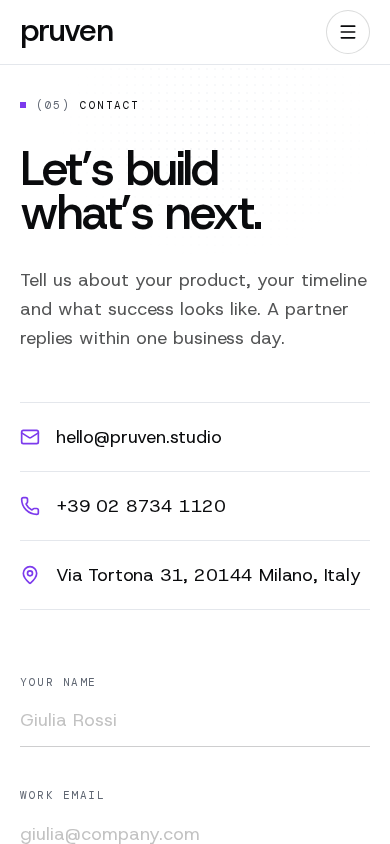 pruven
(05) CONTACT
Let’s build
what’s next.
Tell us about your product, your timeline
and what success looks like. A partner
replies within one business day.
hello@pruven.studio
+39 02 8734 1120
Via Tortona 31, 20144 Milano, Italy
YOUR NAME
Giulia Rossi
WORK EMAIL
giulia@company.com